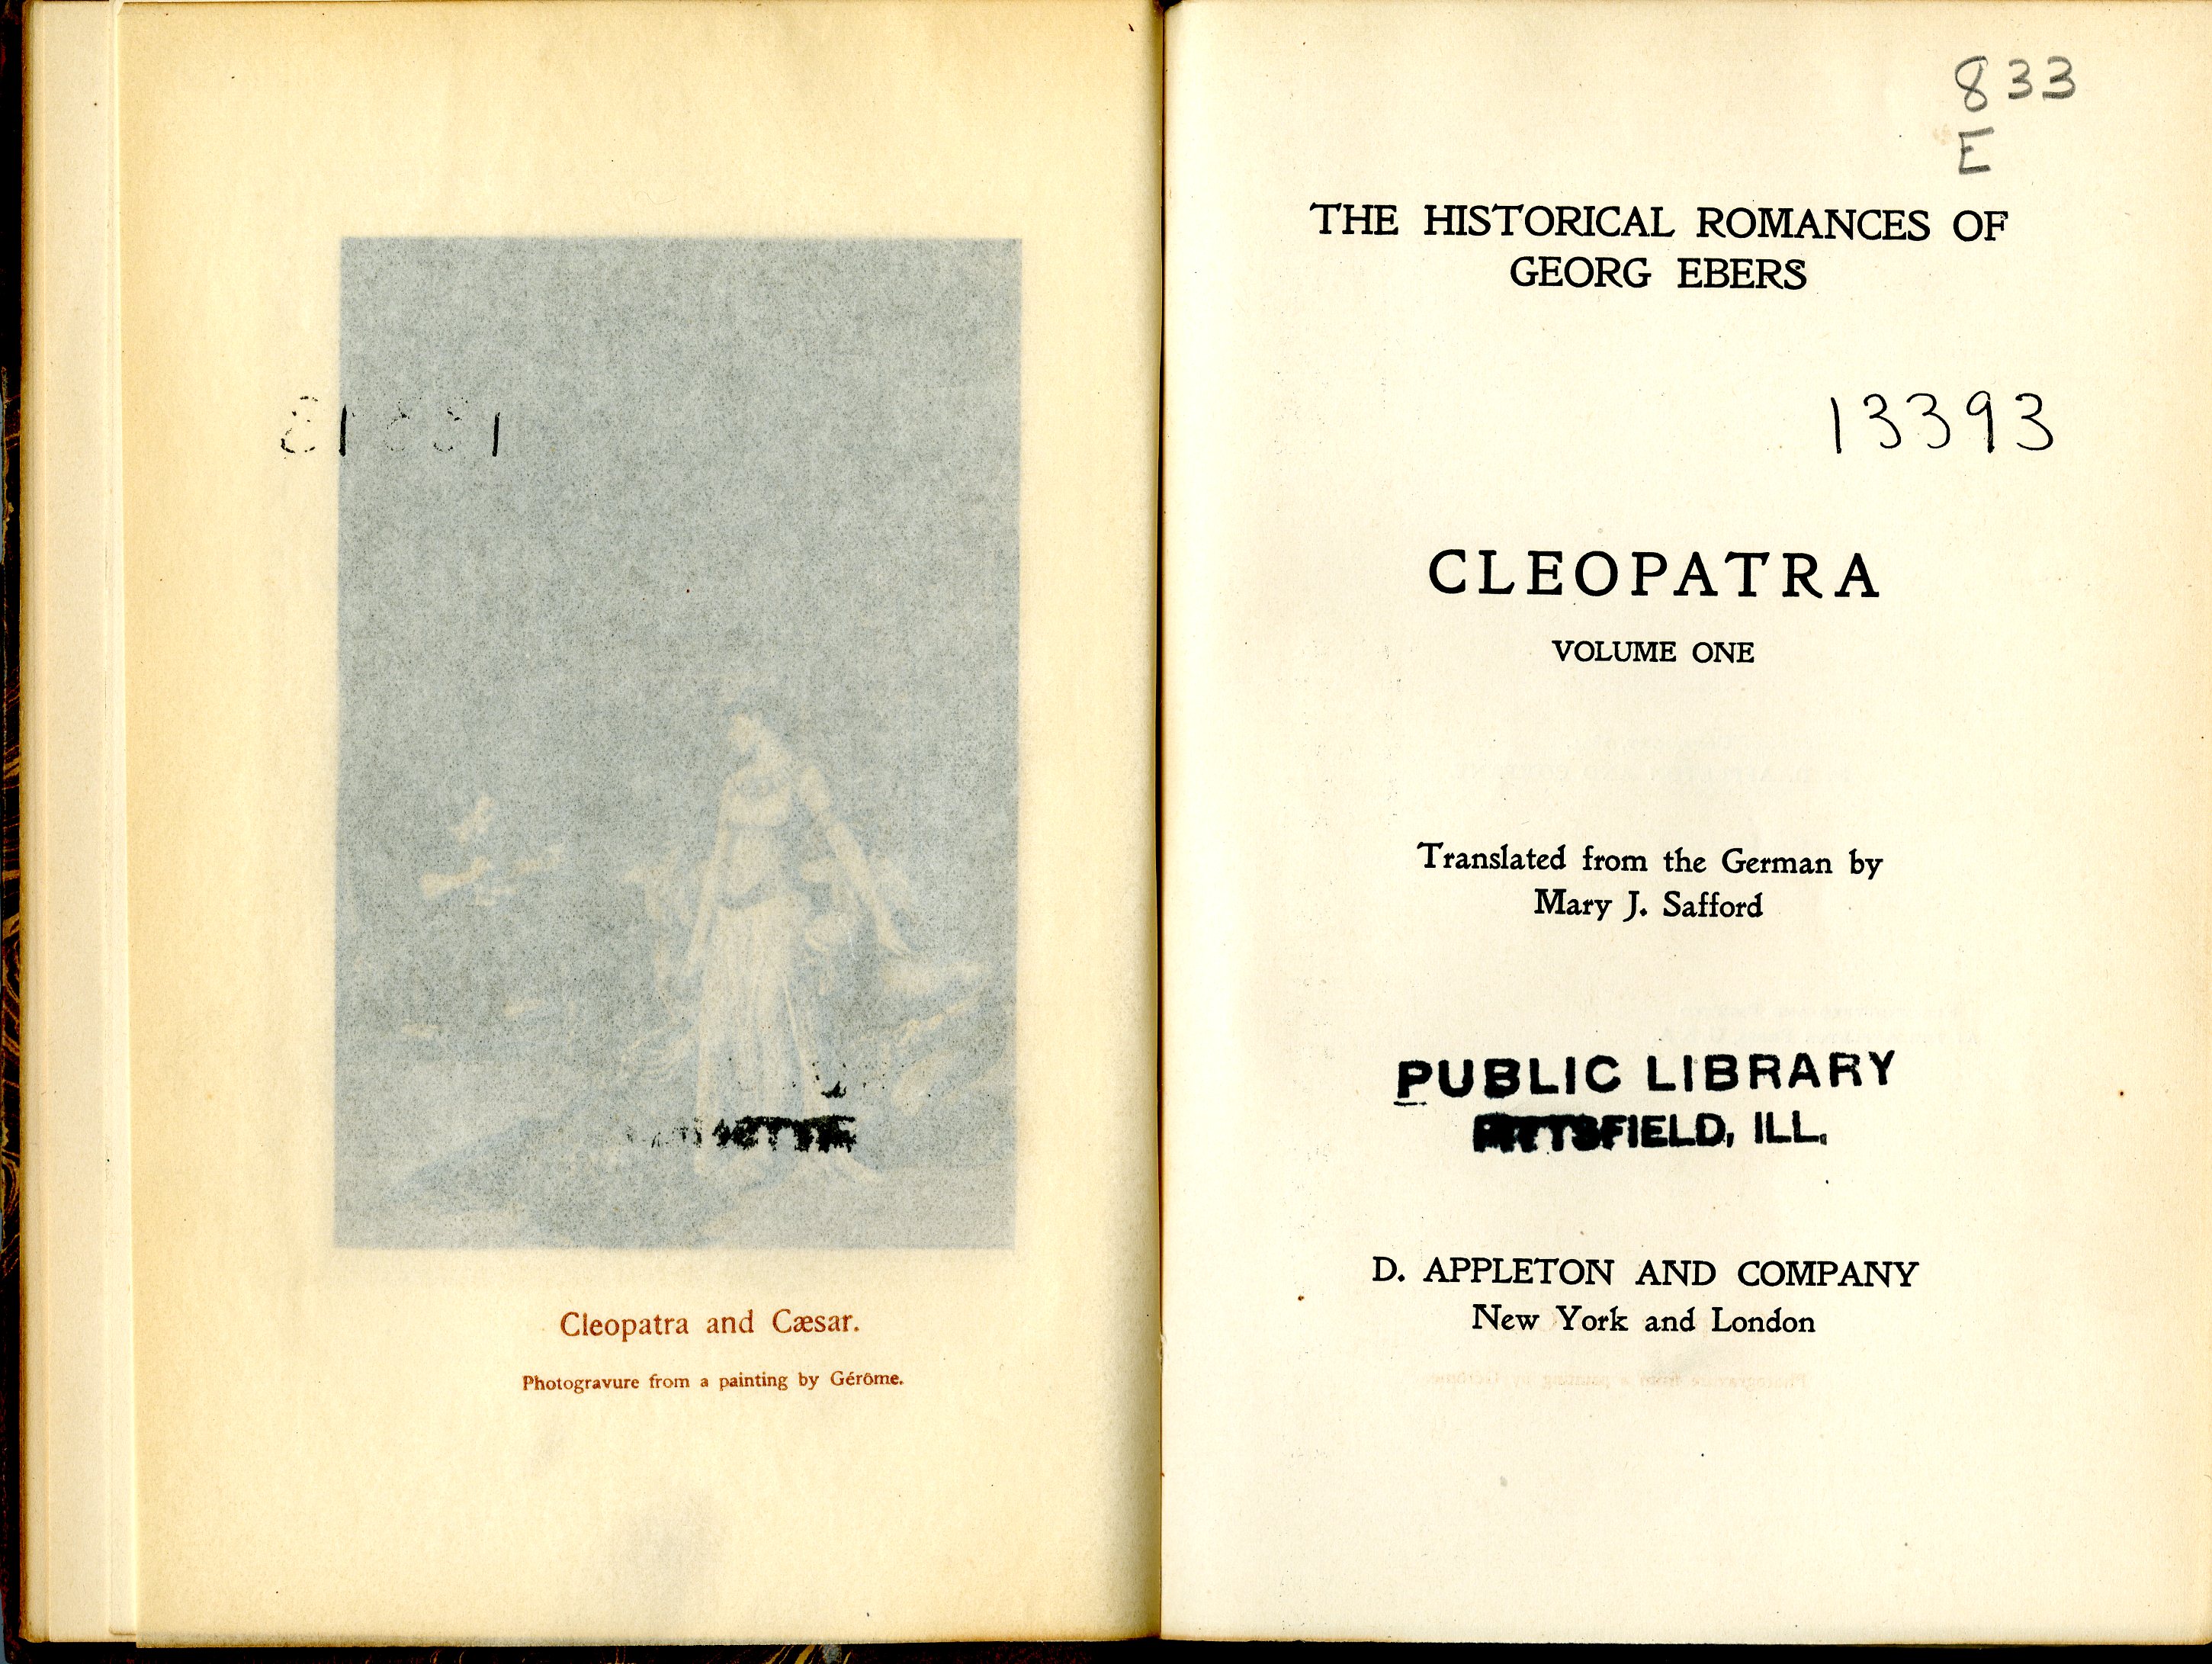 Cleopatra and Cæsar.
Photogravure from a painting by Gérôme.
833
E
THE HISTORICAL ROMANCES OF
GEORG EBERS
13393
CLEOPATRA
VOLUME ONE
Translated from the German by
Mary J. Safford
PUBLIC LIBRARY
PITTSFIELD, ILL.
D. APPLETON AND COMPANY
New York and London